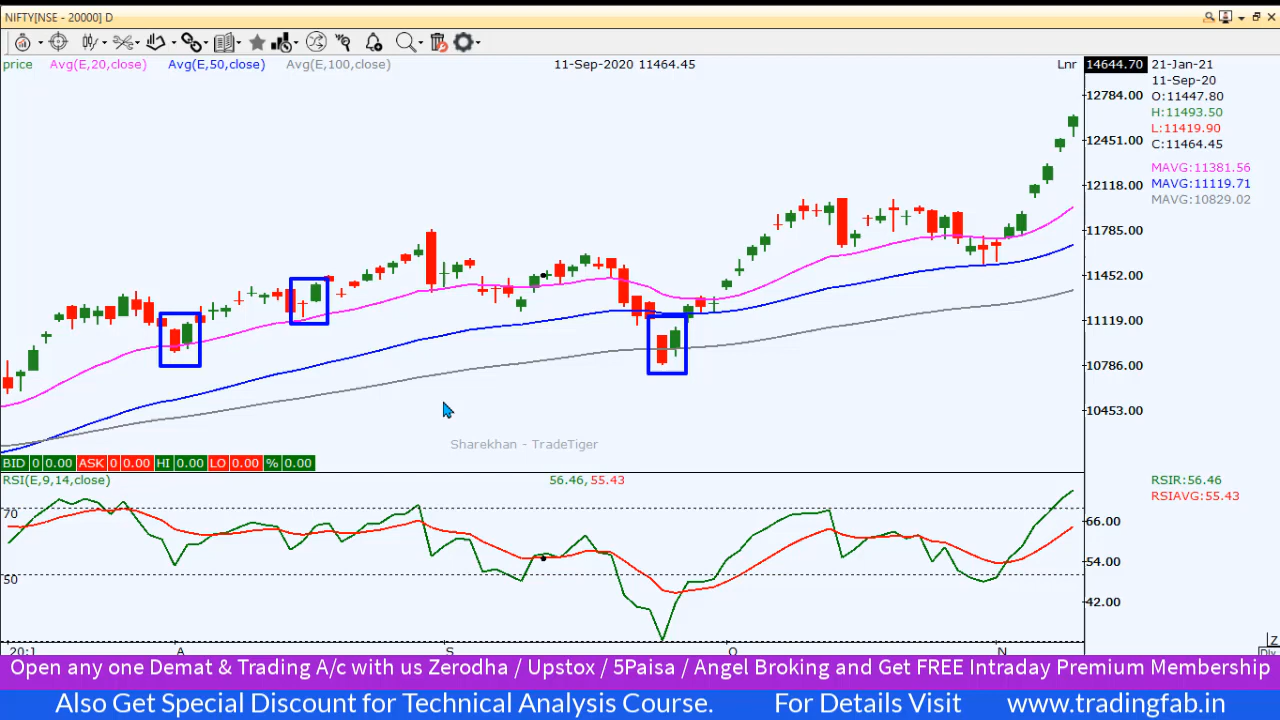 NIFTY[NSE - 20000] D
price Avg(E,20,close) Avg(E,50,close) Avg(E,100,close) 11-Sep-2020 11464.45 Lnr 14644.70 21-Jan-21
11-Sep-20
12784.00 O:11447.80
H:11493.50
L:11419.90
12451.00 C:11464.45
MAVG:11381.56
12118.00 MAVG:11119.71
MAVG:10829.02
11785.00
11452.00
11119.00
10786.00
10453.00
Sharekhan - TradeTiger
BID 0 0.00 ASK 0 0.00 HI 0.00 LO 0.00 % 0.00
RSI(E,9,14,close) 56.46, 55.43 RSIR:56.46
RSIAVG:55.43
70
66.00
54.00
50
42.00
20:1 A S O N Z
Div
Open any one Demat & Trading A/c with us Zerodha / Upstox / 5Paisa / Angel Broking and Get FREE Intraday Premium Membership
Also Get Special Discount for Technical Analysis Course. For Details Visit www.tradingfab.in